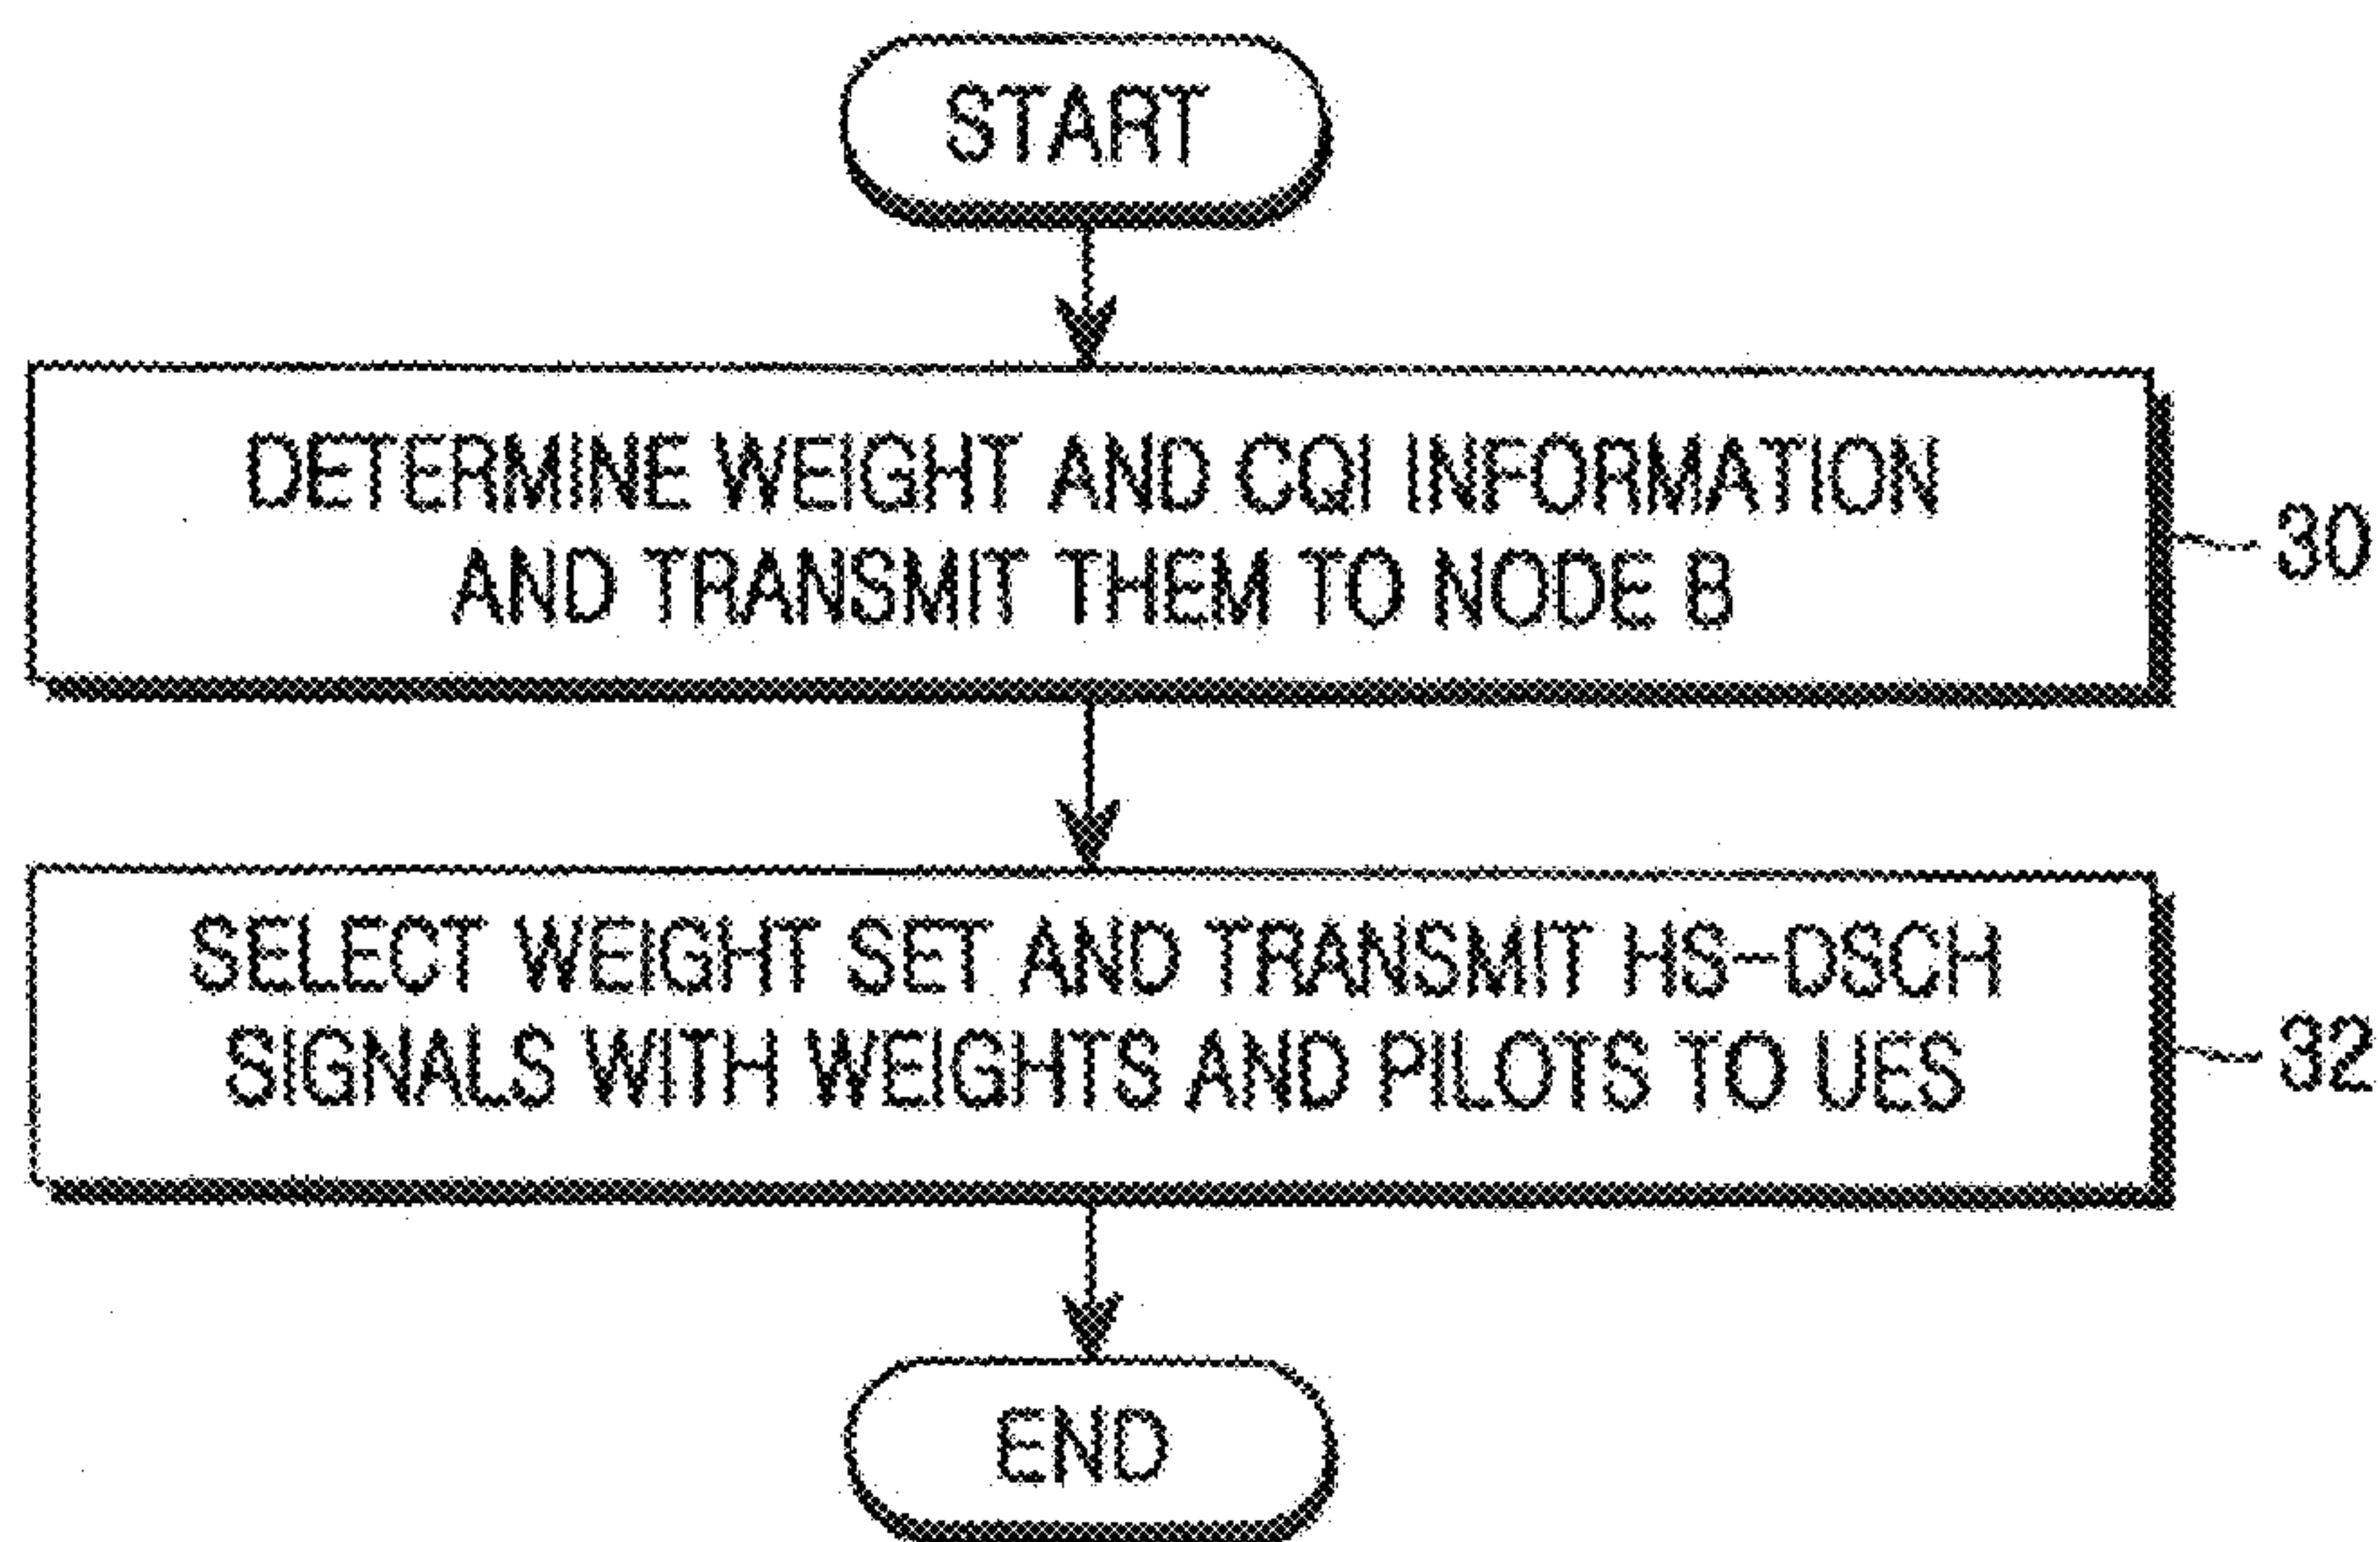 START
DETERMINE WEIGHT AND CQI INFORMATION
AND TRANSMIT THEM TO NODE B
30
SELECT WEIGHT SET AND TRANSMIT HS-DSCH
SIGNALS WITH WEIGHTS AND PILOTS TO UES
32
END